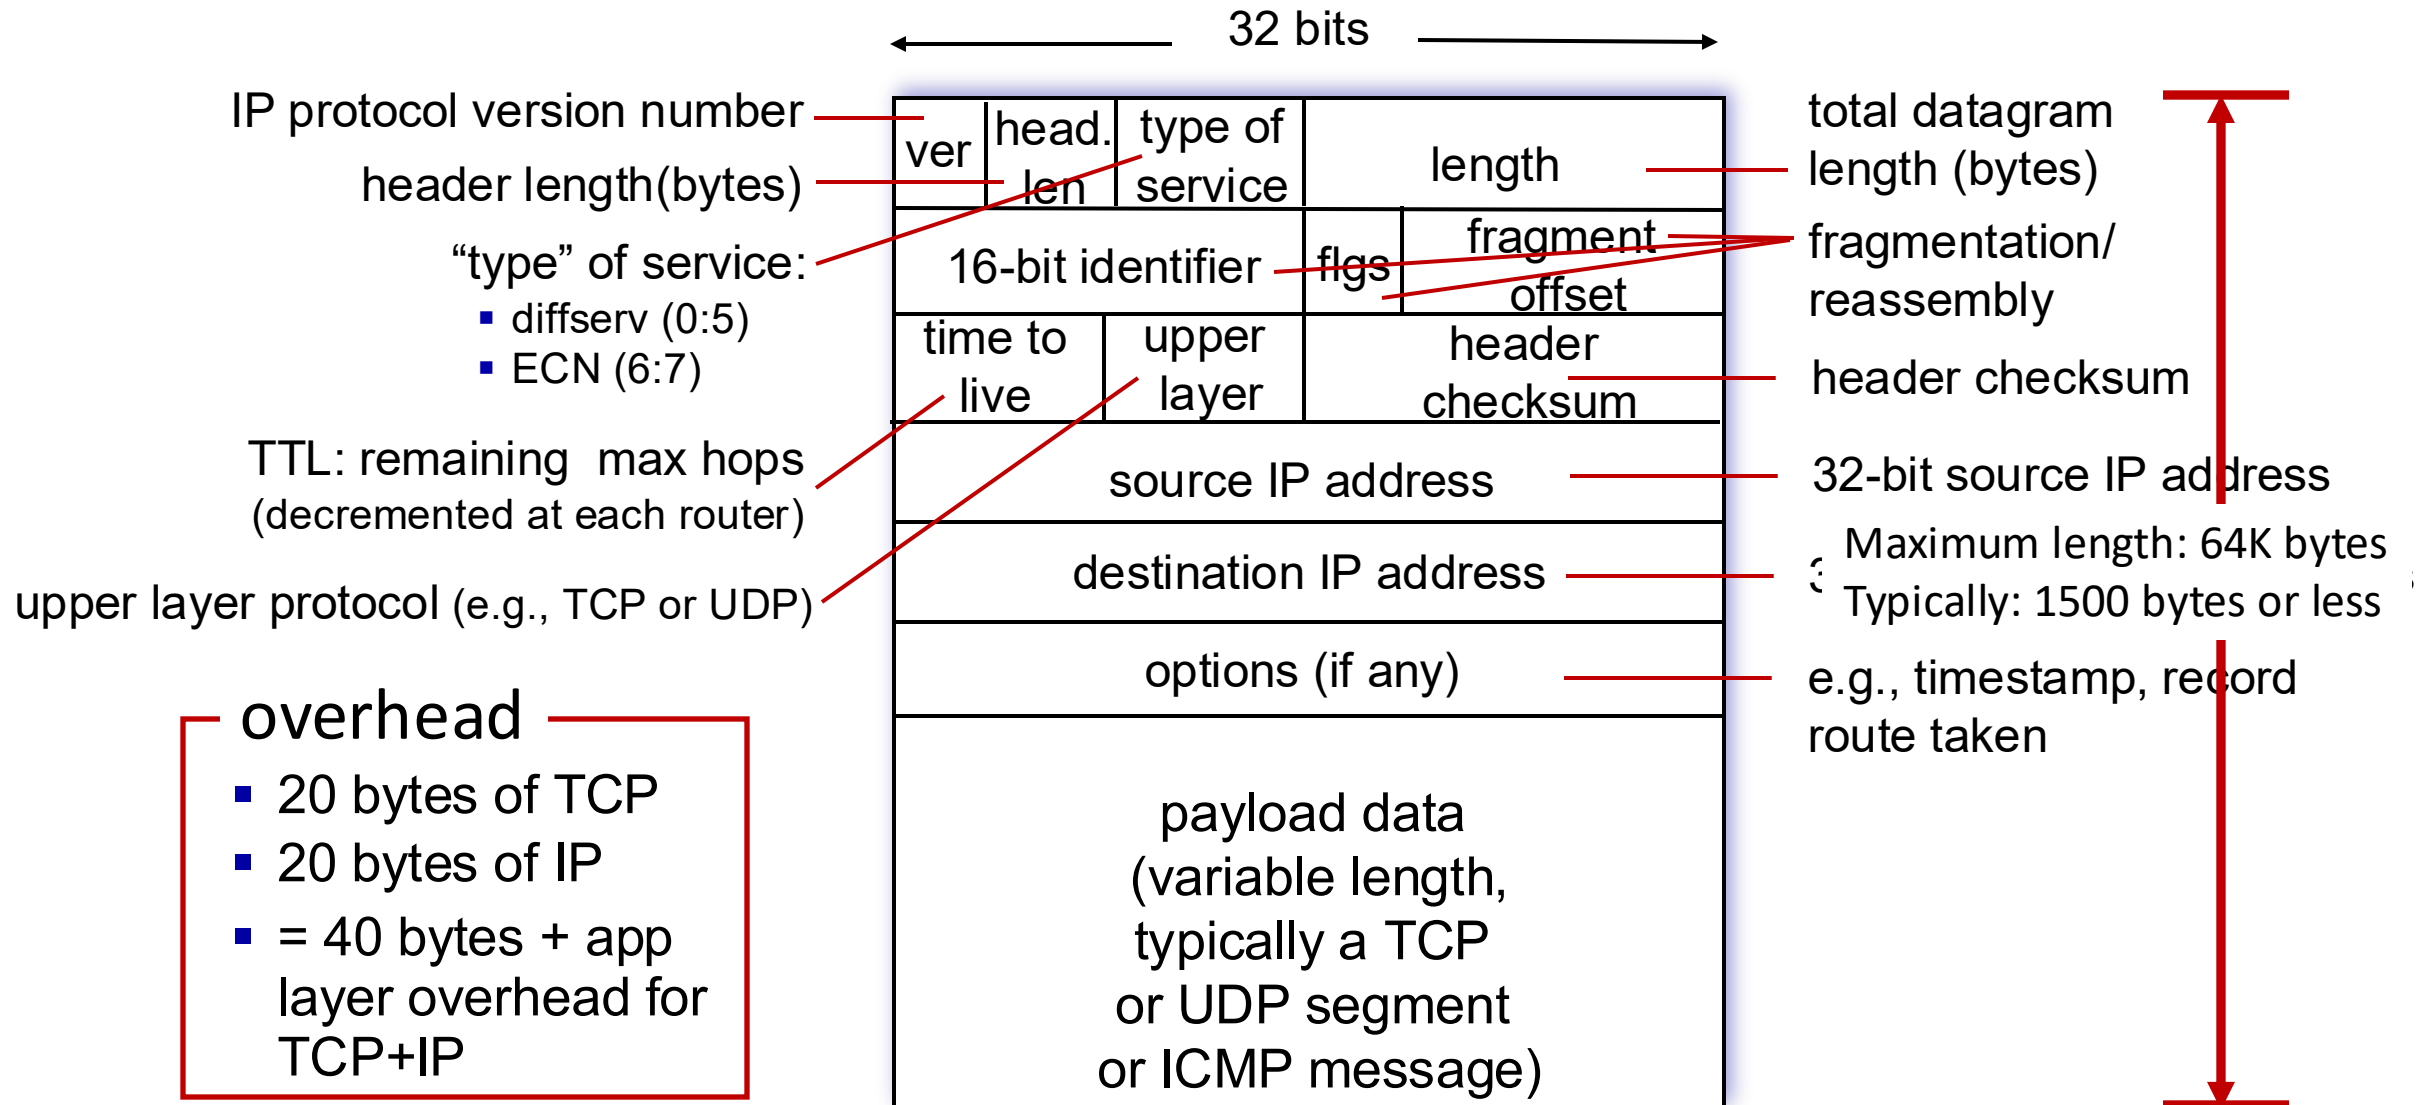 32 bits
IP protocol version number
header length(bytes)
“type” of service:
diffserv (0:5)
ECN (6:7)
TTL: remaining  max hops
(decremented at each router)
upper layer protocol (e.g., TCP or UDP)
overhead
20 bytes of TCP
20 bytes of IP
= 40 bytes + app
layer overhead for
TCP+IP
ver
head.
len
type of
service
length
16-bit identifier
flgs
fragment
offset
time to
live
upper
layer
header
checksum
source IP address
destination IP address
options (if any)
payload data
(variable length,
typically a TCP
or UDP segment
or ICMP message)
total datagram
length (bytes)
fragmentation/
reassembly
header checksum
32-bit source IP address
Maximum length: 64K bytes
Typically: 1500 bytes or less
e.g., timestamp, record
route taken